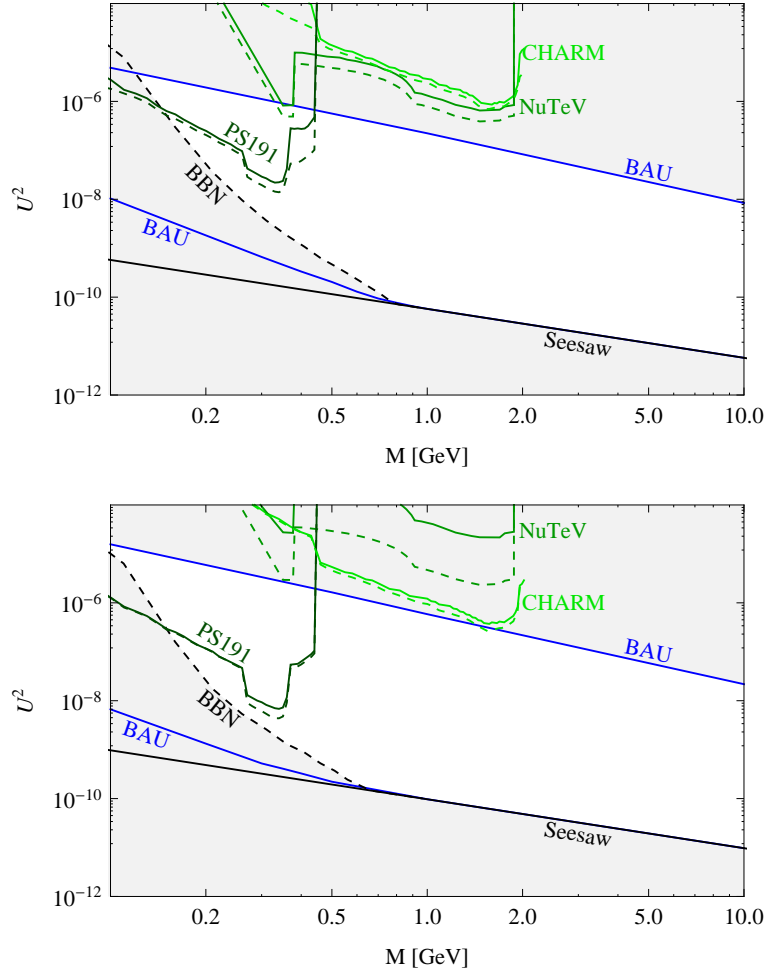 10⁻⁶
10⁻⁸
10⁻¹⁰
10⁻¹²
U²
CHARM
NuTeV
PS191
BBN
BAU
BAU
Seesaw
0.2 0.5 1.0 2.0 5.0 10.0
M [GeV]
10⁻⁶
10⁻⁸
10⁻¹⁰
10⁻¹²
U²
NuTeV
CHARM
PS191
BAU
BBN
BAU
Seesaw
0.2 0.5 1.0 2.0 5.0 10.0
M [GeV]